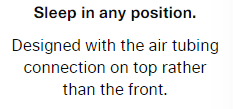 Sleep in any position.
Designed with the air tubing
connection on top rather
than the front.